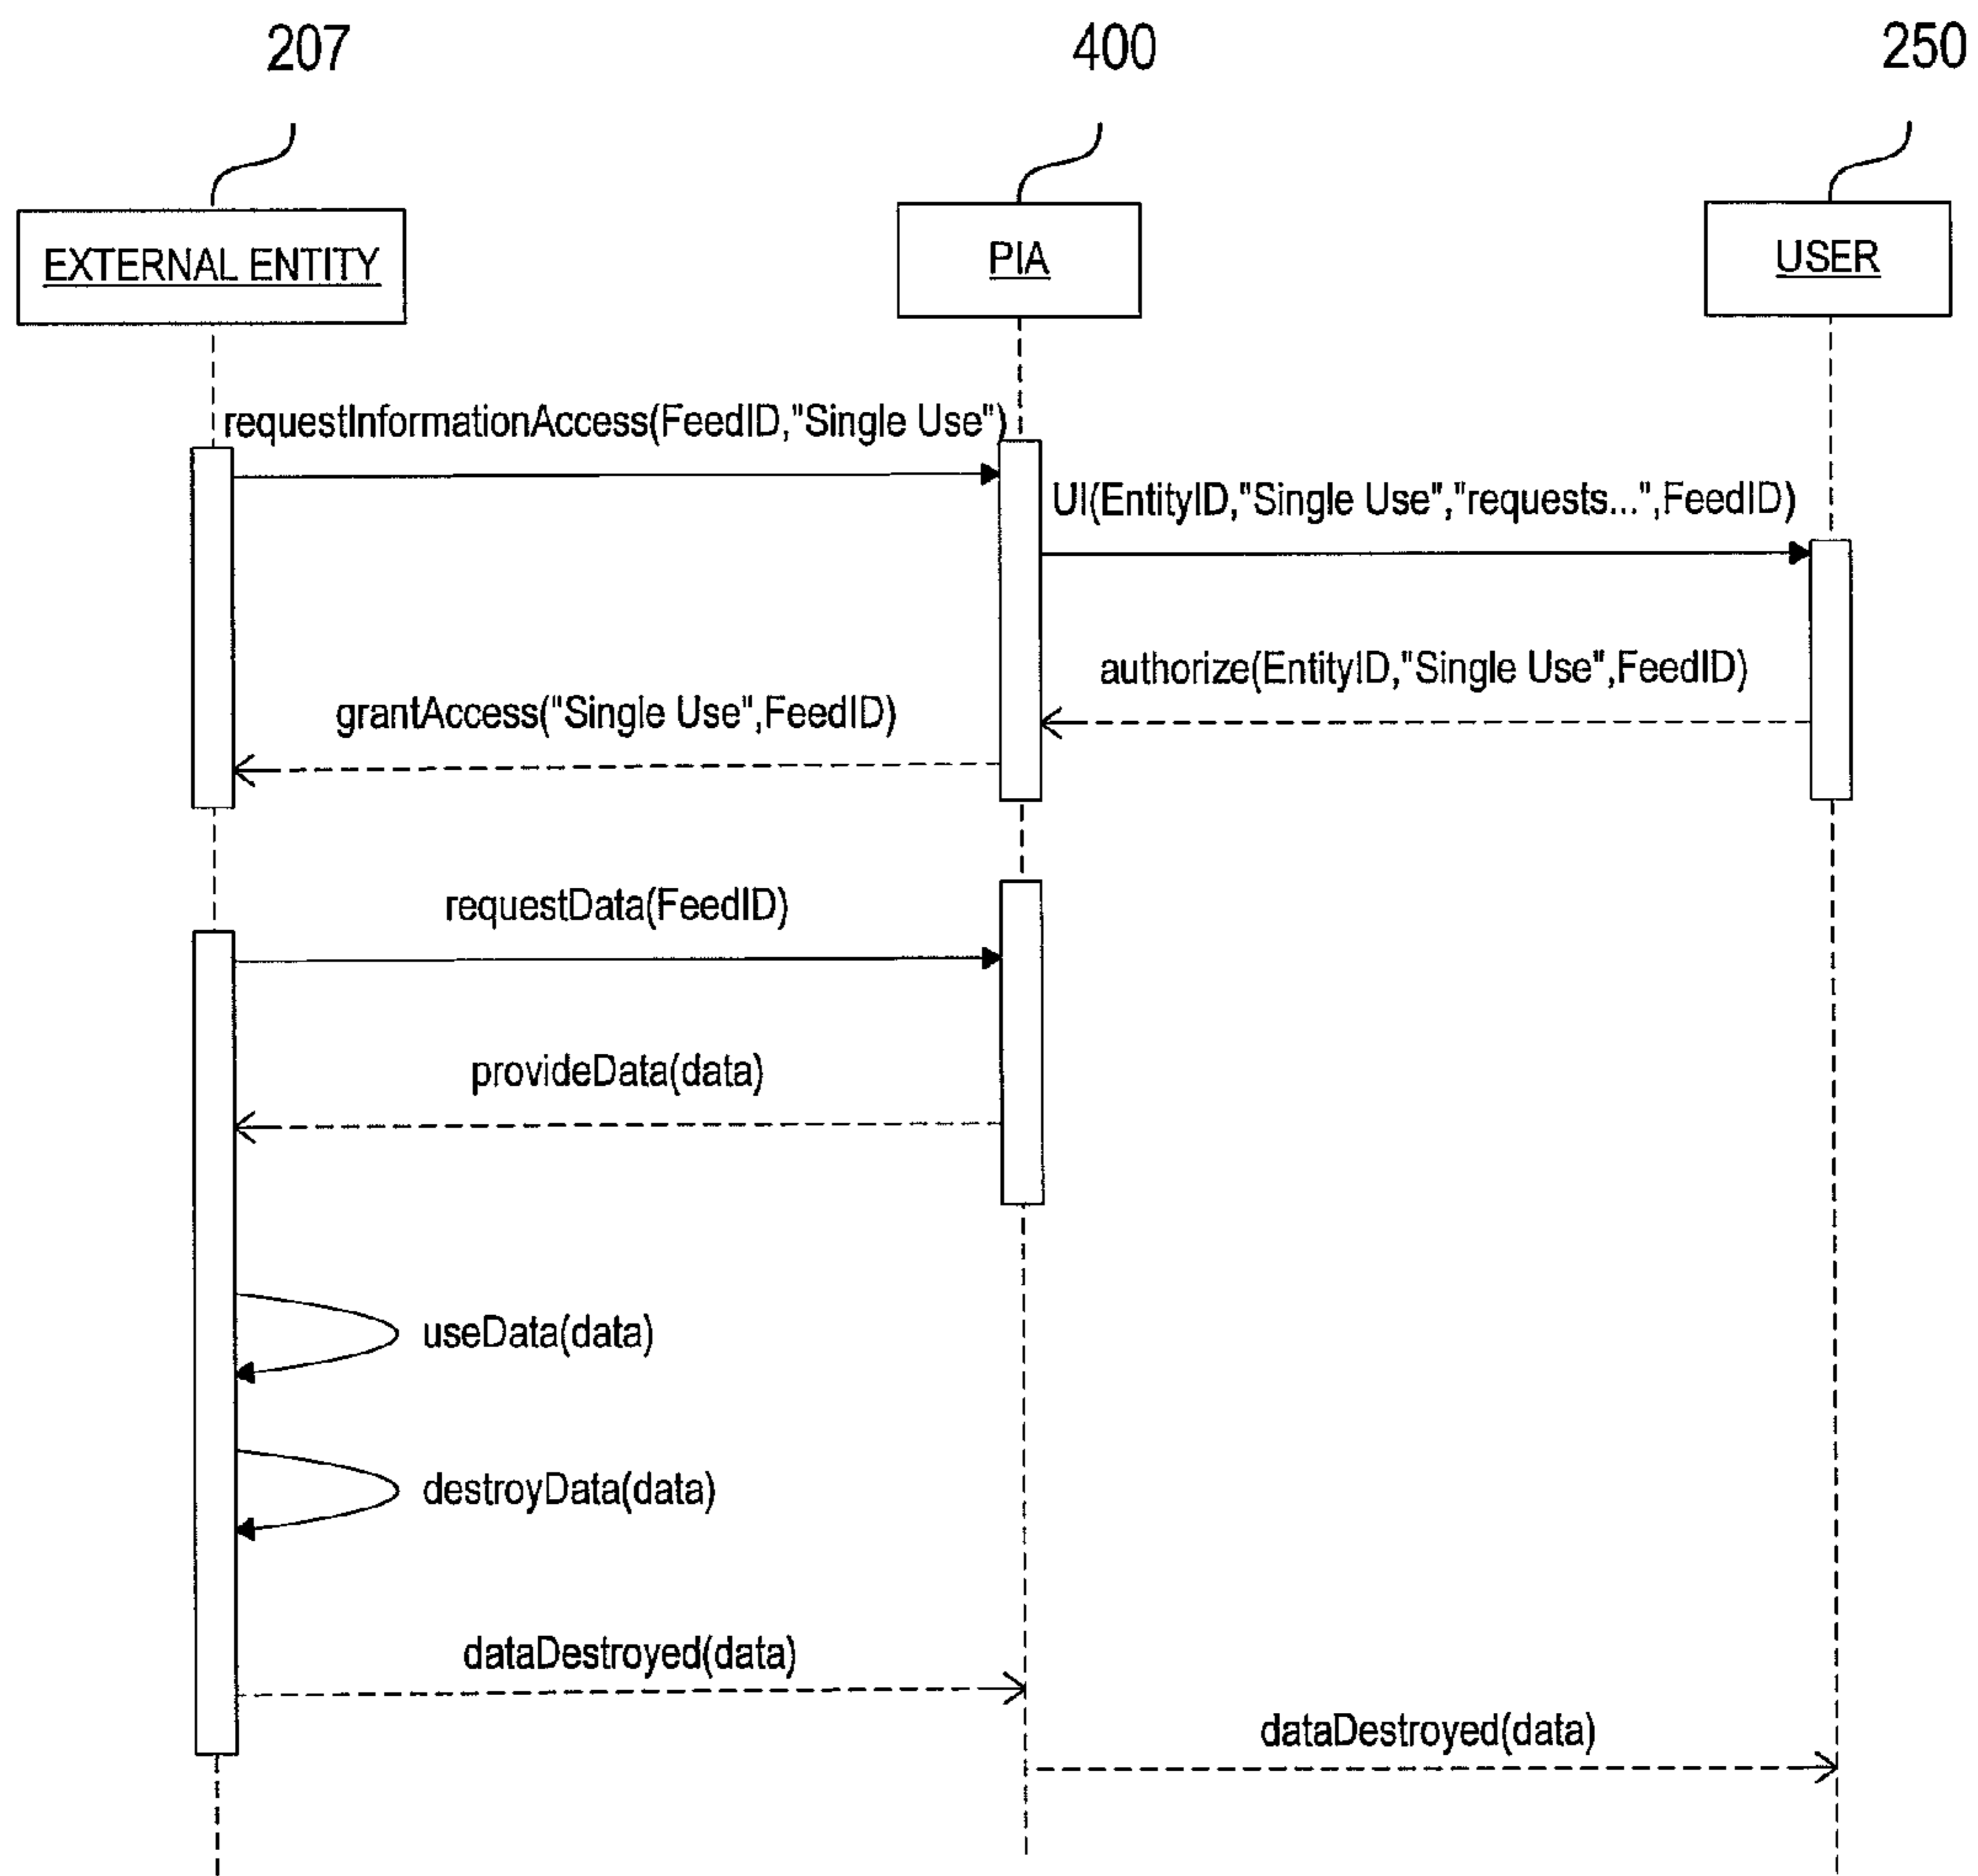 207
400
250
EXTERNAL ENTITY
PIA
USER
requestInformationAccess(FeedID,"Single Use")
UI(EntityID,"Single Use","requests...",FeedID)
authorize(EntityID,"Single Use",FeedID)
grantAccess("Single Use",FeedID)
requestData(FeedID)
provideData(data)
useData(data)
destroyData(data)
dataDestroyed(data)
dataDestroyed(data)